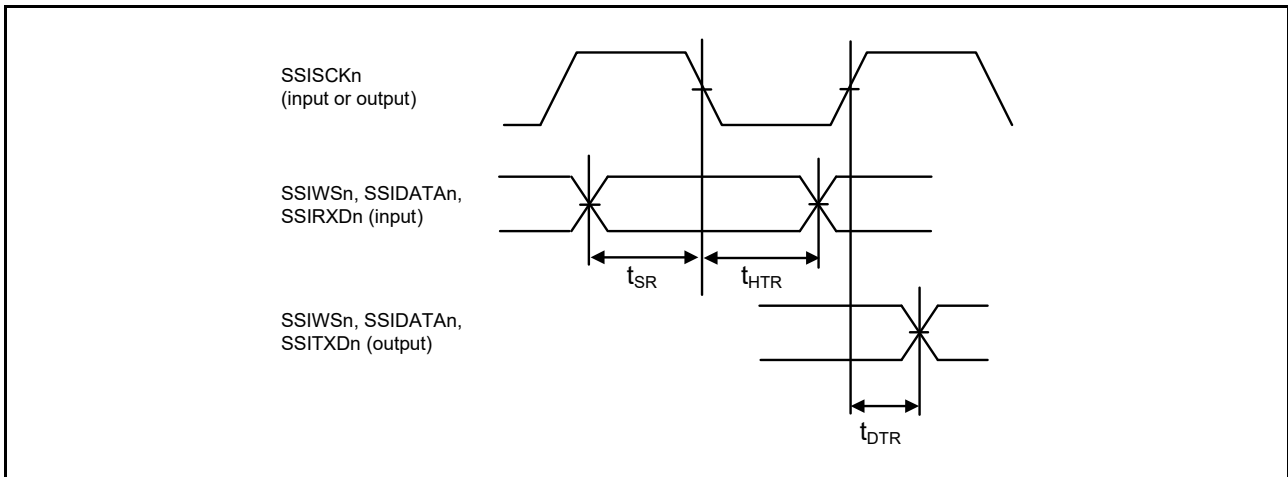 SSISCKn
(input or output)
SSIWSn, SSIDATAn,
SSIRXDn (input)
tSR
tHTR
SSIWSn, SSIDATAn,
SSITXDn (output)
tDTR